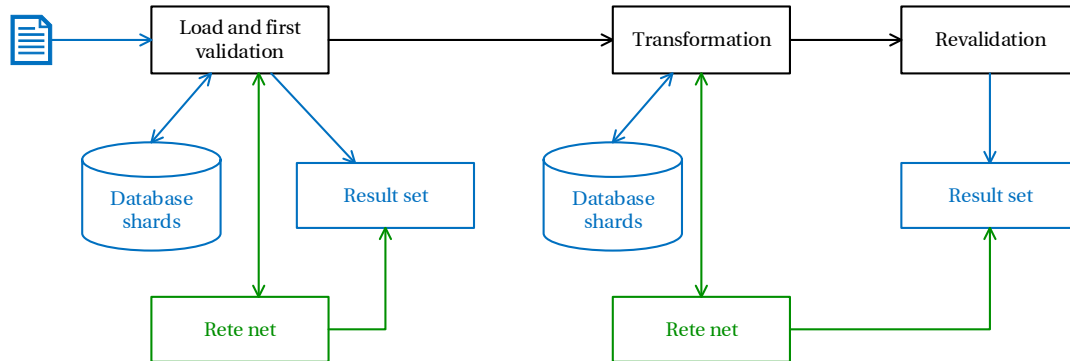 Load and first
validation
Transformation
Revalidation
Database
shards
Result set
Database
shards
Result set
Rete net
Rete net